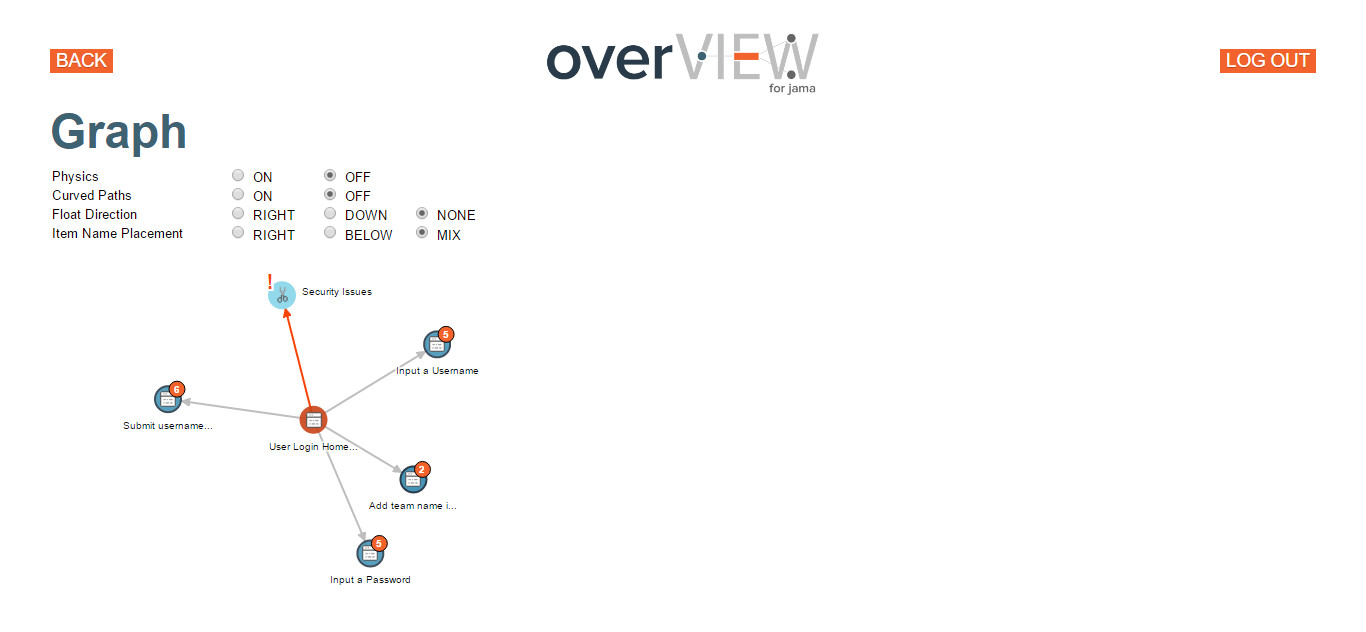 BACK
overVIEW
for jama
LOG OUT
Graph
Physics ON OFF
Curved Paths ON OFF
Float Direction RIGHT DOWN NONE
Item Name Placement RIGHT BELOW MIX
!
Security Issues
5
Input a Username
6
Submit username...
User Login Home...
2
Add team name i...
5
Input a Password